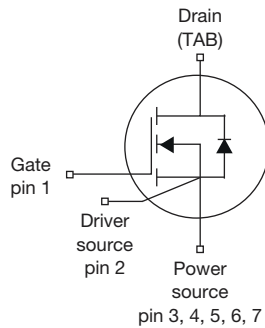 Drain
(TAB)
Gate
pin 1
Driver
source
pin 2
Power
source
pin 3, 4, 5, 6, 7